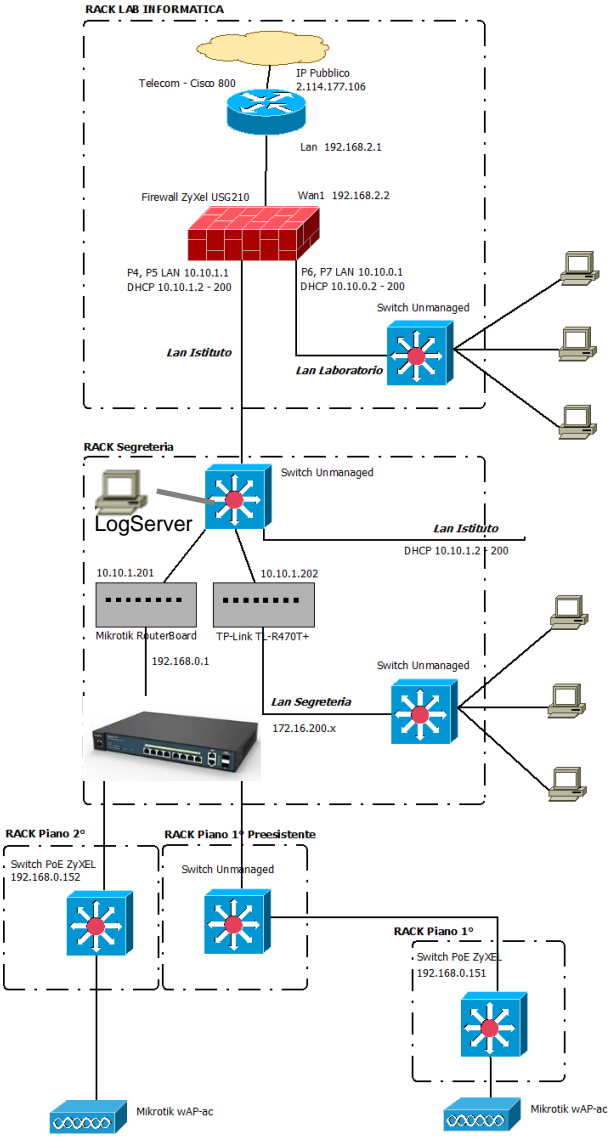 RACK LAB INFORMATICA
Telecom - Cisco 800
IP Pubblico
2.114.177.106
Lan 192.168.2.1
Firewall ZyXel USG210
Wan1 192.168.2.2
P4, P5 LAN 10.10.1.1
DHCP 10.10.1.2 - 200
P6, P7 LAN 10.10.0.1
DHCP 10.10.0.2 - 200
Switch Unmanaged
Lan Istituto
Lan Laboratorio
RACK Segreteria
Switch Unmanaged
LogServer
Lan Istituto
DHCP 10.10.1.2 - 200
10.10.1.201
10.10.1.202
Mikrotik RouterBoard
TP-Link TL-R470T+
192.168.0.1
Switch Unmanaged
Lan Segreteria
172.16.200.x
RACK Piano 2°
Switch PoE ZyXEL
192.168.0.152
RACK Piano 1° Preesistente
Switch Unmanaged
RACK Piano 1°
Switch PoE ZyXEL
192.168.0.151
Mikrotik wAP-ac
Mikrotik wAP-ac